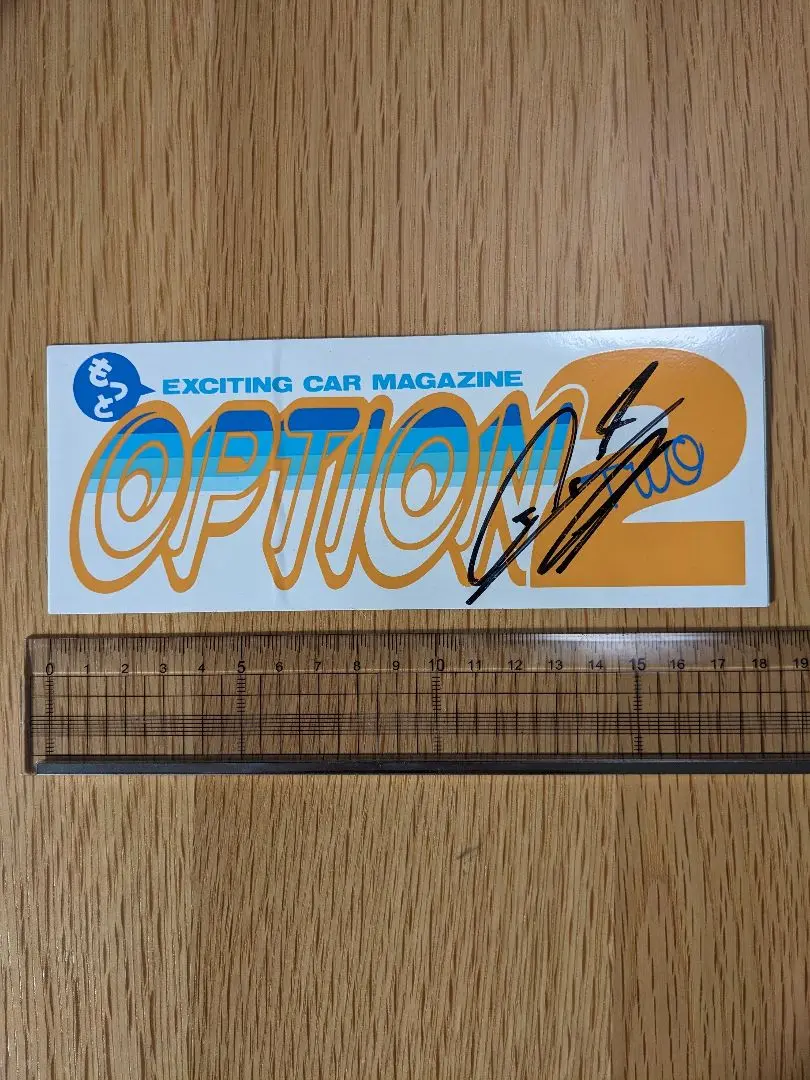 もっと
EXCITING CAR MAGAZINE
OPTION2
Two
0 1 2 3 4 5 6 7 8 9 10 11 12 13 14 15 16 17 18 19